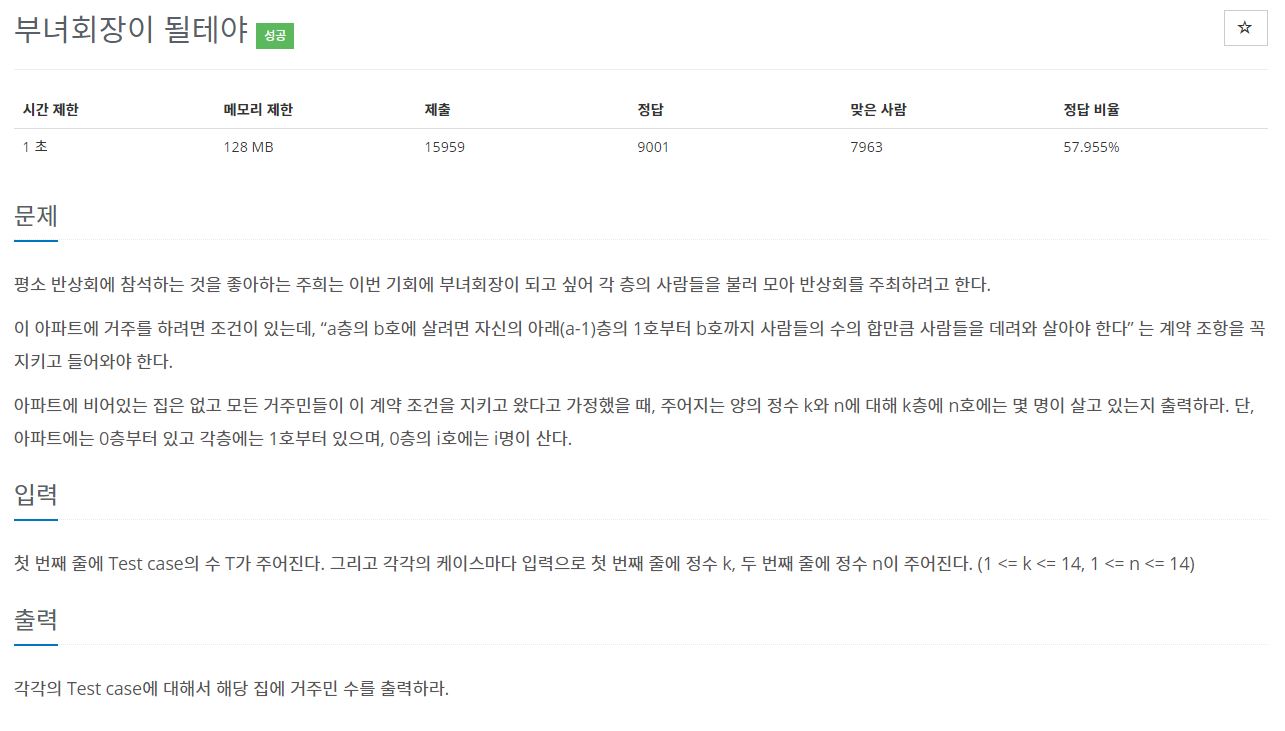 부녀회장이 될테야 성공
☆
시간 제한 메모리 제한 제출 정답 맞은 사람 정답 비율
1 초 128 MB 15959 9001 7963 57.955%
문제
평소 반상회에 참석하는 것을 좋아하는 주희는 이번 기회에 부녀회장이 되고 싶어 각 층의 사람들을 불러 모아 반상회를 주최하려고 한다.
이 아파트에 거주를 하려면 조건이 있는데, “a층의 b호에 살려면 자신의 아래(a-1)층의 1호부터 b호까지 사람들의 수의 합만큼 사람들을 데려와 살아야 한다” 는 계약 조항을 꼭
지키고 들어와야 한다.
아파트에 비어있는 집은 없고 모든 거주민들이 이 계약 조건을 지키고 왔다고 가정했을 때, 주어지는 양의 정수 k와 n에 대해 k층에 n호에는 몇 명이 살고 있는지 출력하라. 단,
아파트에는 0층부터 있고 각층에는 1호부터 있으며, 0층의 i호에는 i명이 산다.
입력
첫 번째 줄에 Test case의 수 T가 주어진다. 그리고 각각의 케이스마다 입력으로 첫 번째 줄에 정수 k, 두 번째 줄에 정수 n이 주어진다. (1 <= k <= 14, 1 <= n <= 14)
출력
각각의 Test case에 대해서 해당 집에 거주민 수를 출력하라.